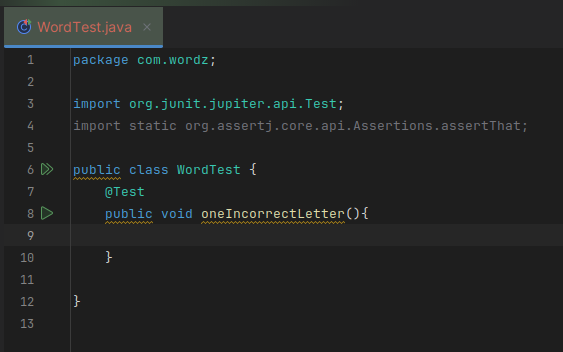 WordTest.java
1 package com.wordz;
2
3 import org.junit.jupiter.api.Test;
4 import static org.assertj.core.api.Assertions.assertThat;
5
6 public class WordTest {
7     @Test
8     public void oneIncorrectLetter(){
9
10     }
11
12 }
13